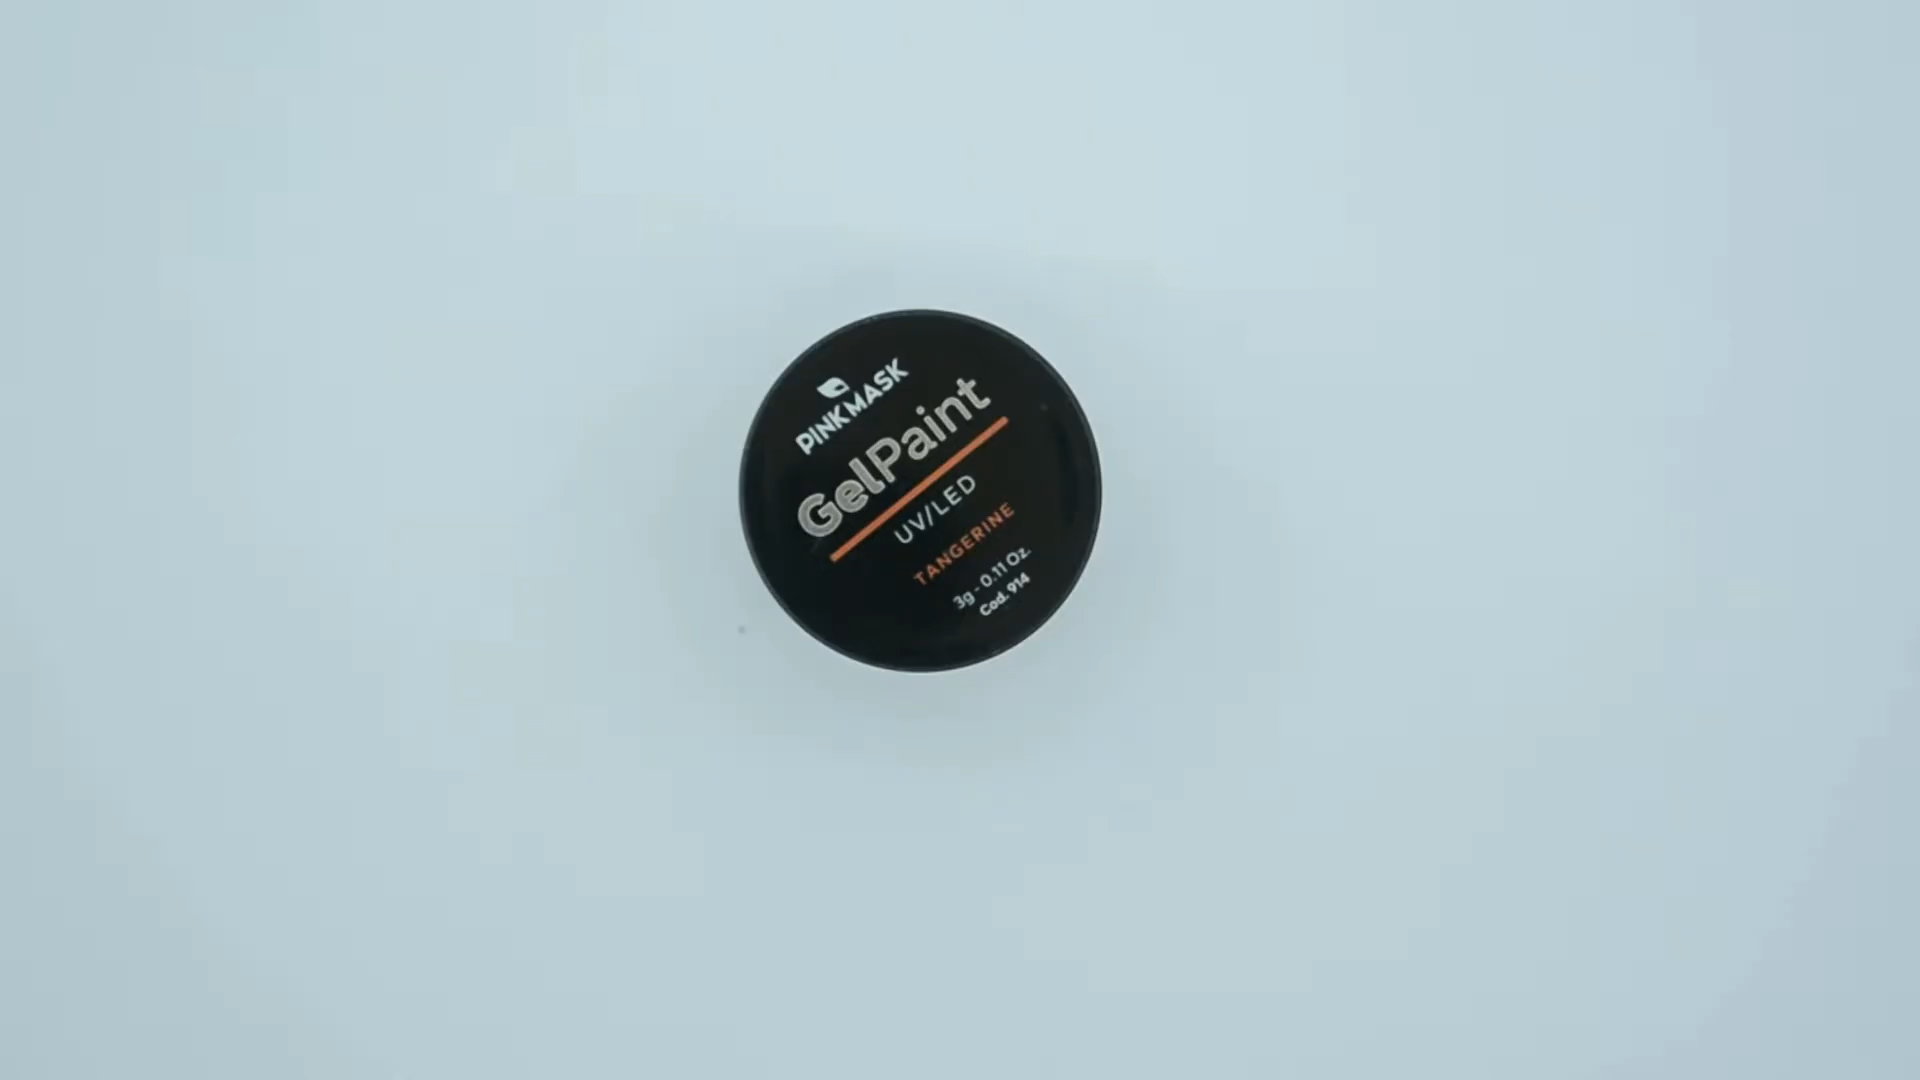 PINKMASK
GelPaint
UV/LED
TANGERINE
3g - 0.11 Oz.
Cod. 914